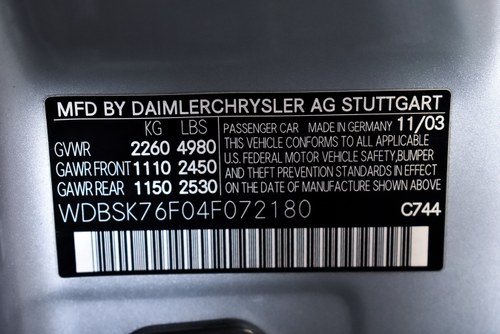 MFD BY DAIMLERCHRYSLER AG STUTTGART
KG LBS
GVWR 2260 4980
GAWR FRONT 1110 2450
GAWR REAR 1150 2530
PASSENGER CAR MADE IN GERMANY 11/03
THIS VEHICLE CONFORMS TO ALL APPLICABLE
U.S. FEDERAL MOTOR VEHICLE SAFETY,BUMPER
AND THEFT PREVENTION STANDARDS IN EFFECT
ON THE DATE OF MANUFACTURE SHOWN ABOVE
WDBSK76F04F072180 C744